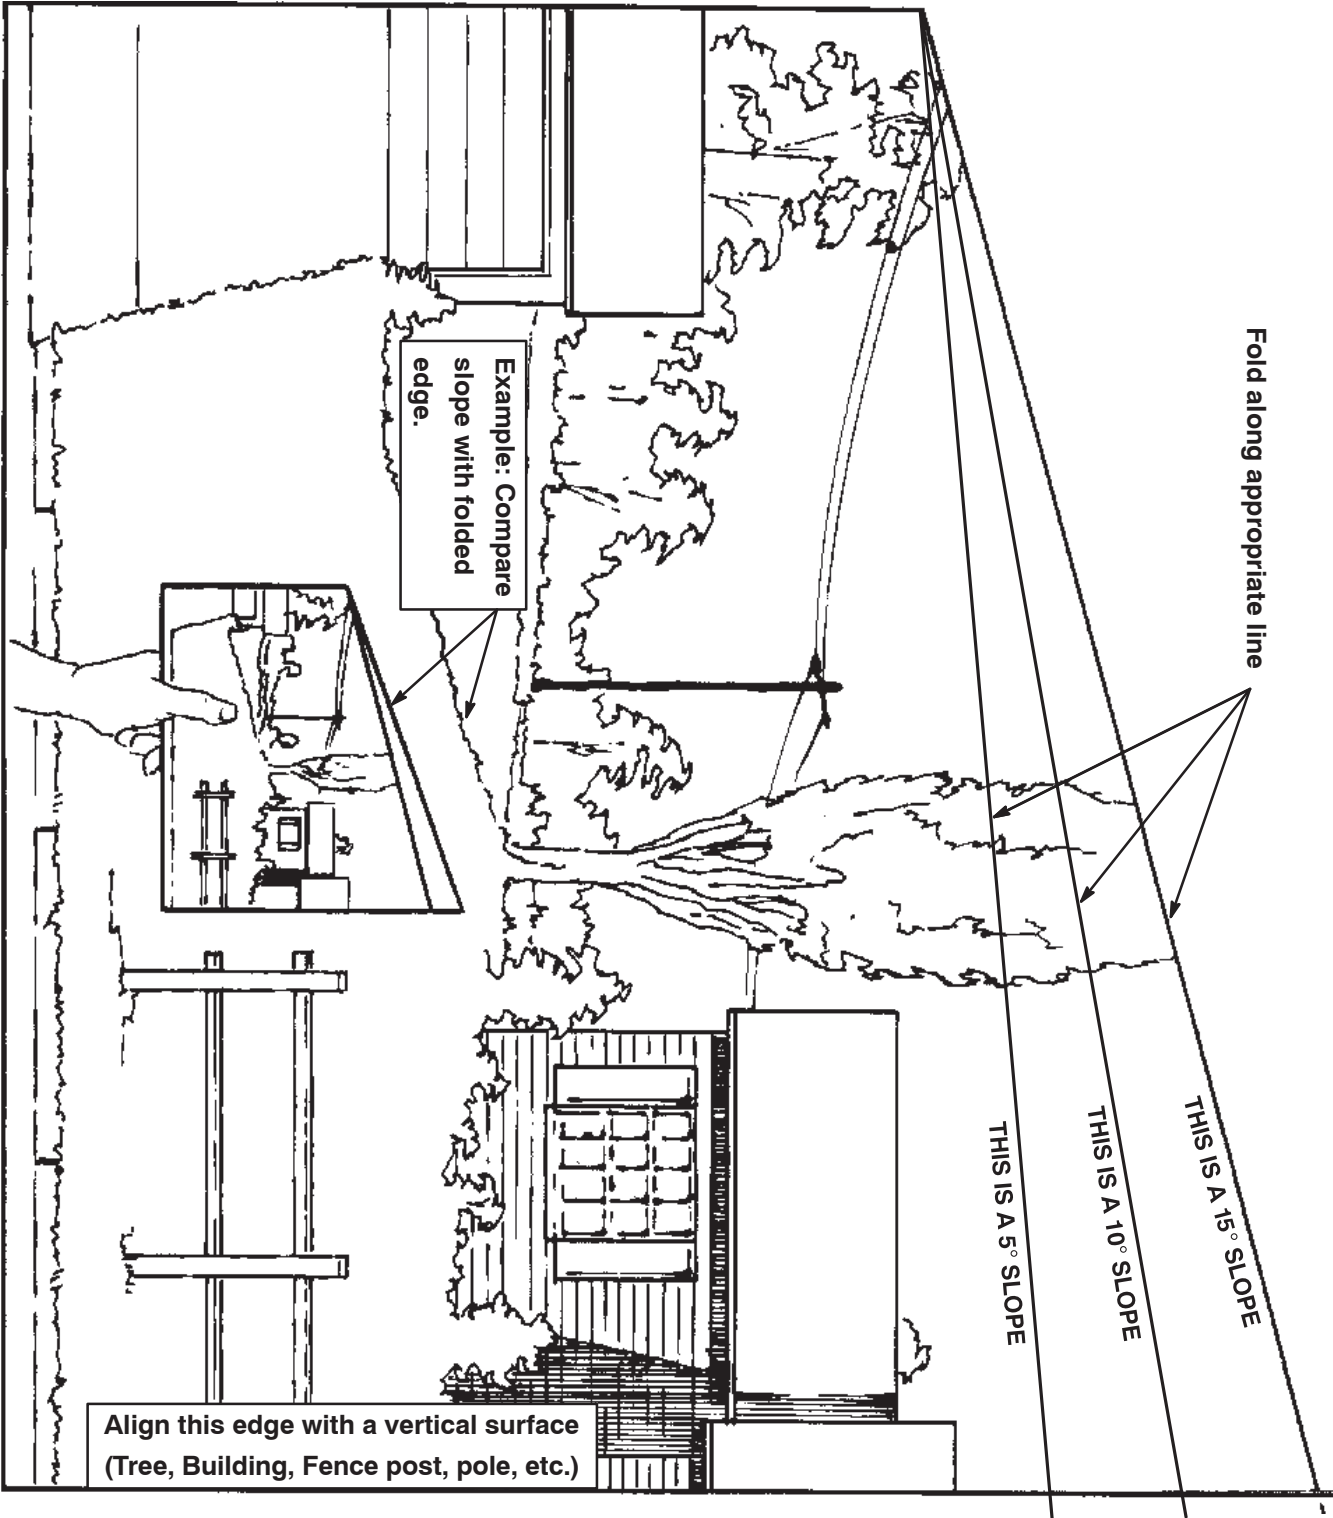 Fold along appropriate line
Example: Compare
slope with folded
edge.
THIS IS A 15° SLOPE
THIS IS A 10° SLOPE
THIS IS A 5° SLOPE
Align this edge with a vertical surface
(Tree, Building, Fence post, pole, etc.)